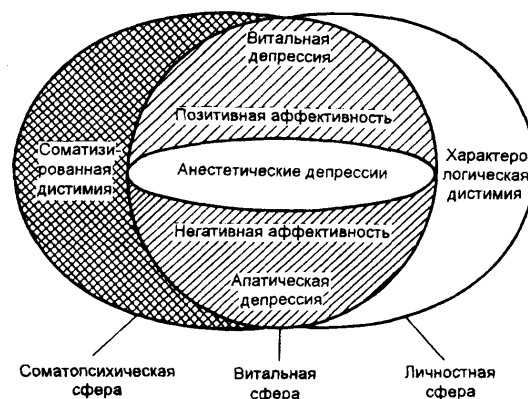 Витальная
депрессия
Позитивная аффективность
Соматизи-
рованная
дистимия
Анестетические депрессии
Характеро-
логическая
дистимия
Негативная аффективность
Апатическая
депрессия
Соматопсихическая
сфера
Витальная
сфера
Личностная
сфера